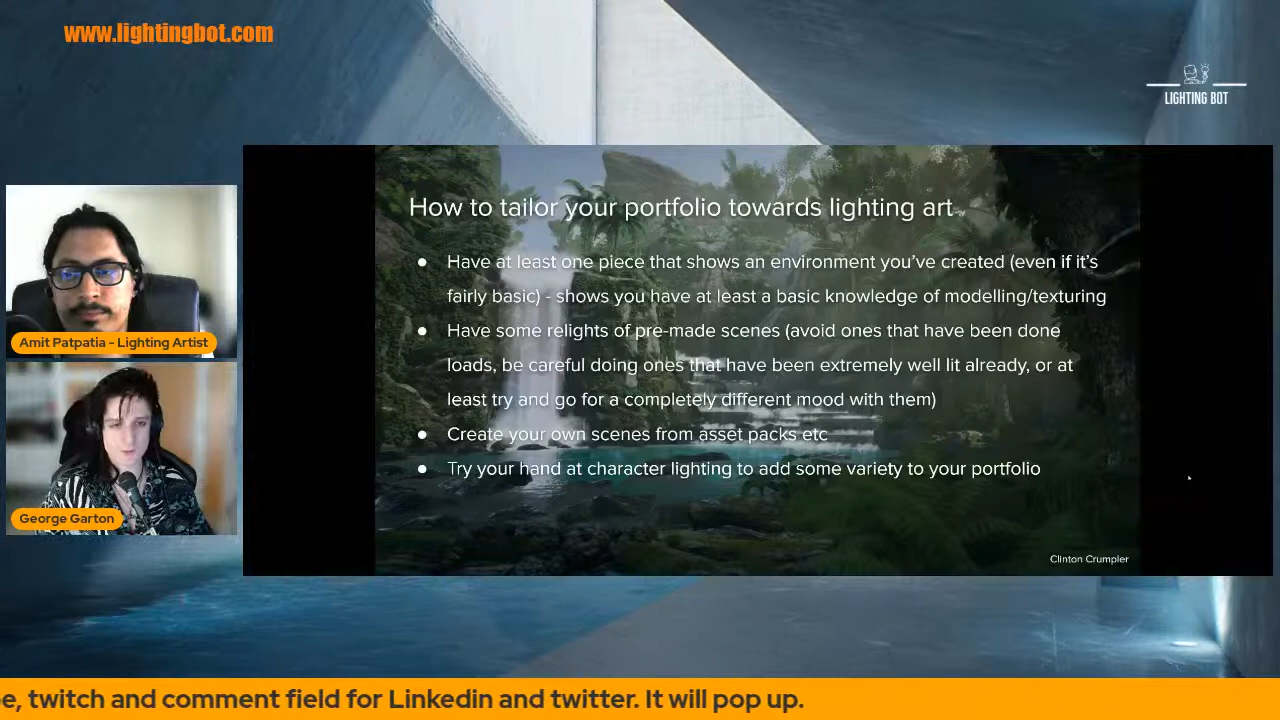 www.lightingbot.com
LIGHTING BOT
How to tailor your portfolio towards lighting art
● Have at least one piece that shows an environment you've created (even if it's
fairly basic) - shows you have at least a basic knowledge of modelling/texturing
● Have some relights of pre-made scenes (avoid ones that have been done
loads, be careful doing ones that have been extremely well lit already, or at
least try and go for a completely different mood with them)
● Create your own scenes from asset packs etc
● Try your hand at character lighting to add some variety to your portfolio
Clinton Crumpler
Amit Patpatia - Lighting Artist
George Garton
e, twitch and comment field for Linkedin and twitter. It will pop up.